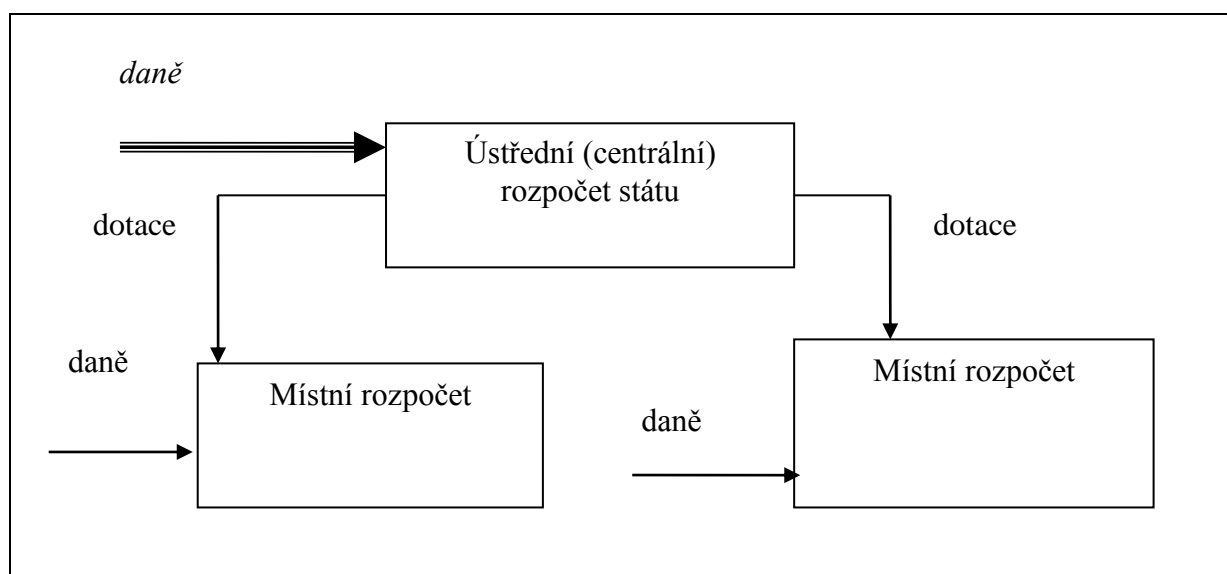 daně
Ústřední (centrální)
rozpočet státu
dotace
dotace
daně
Místní rozpočet
Místní rozpočet
daně